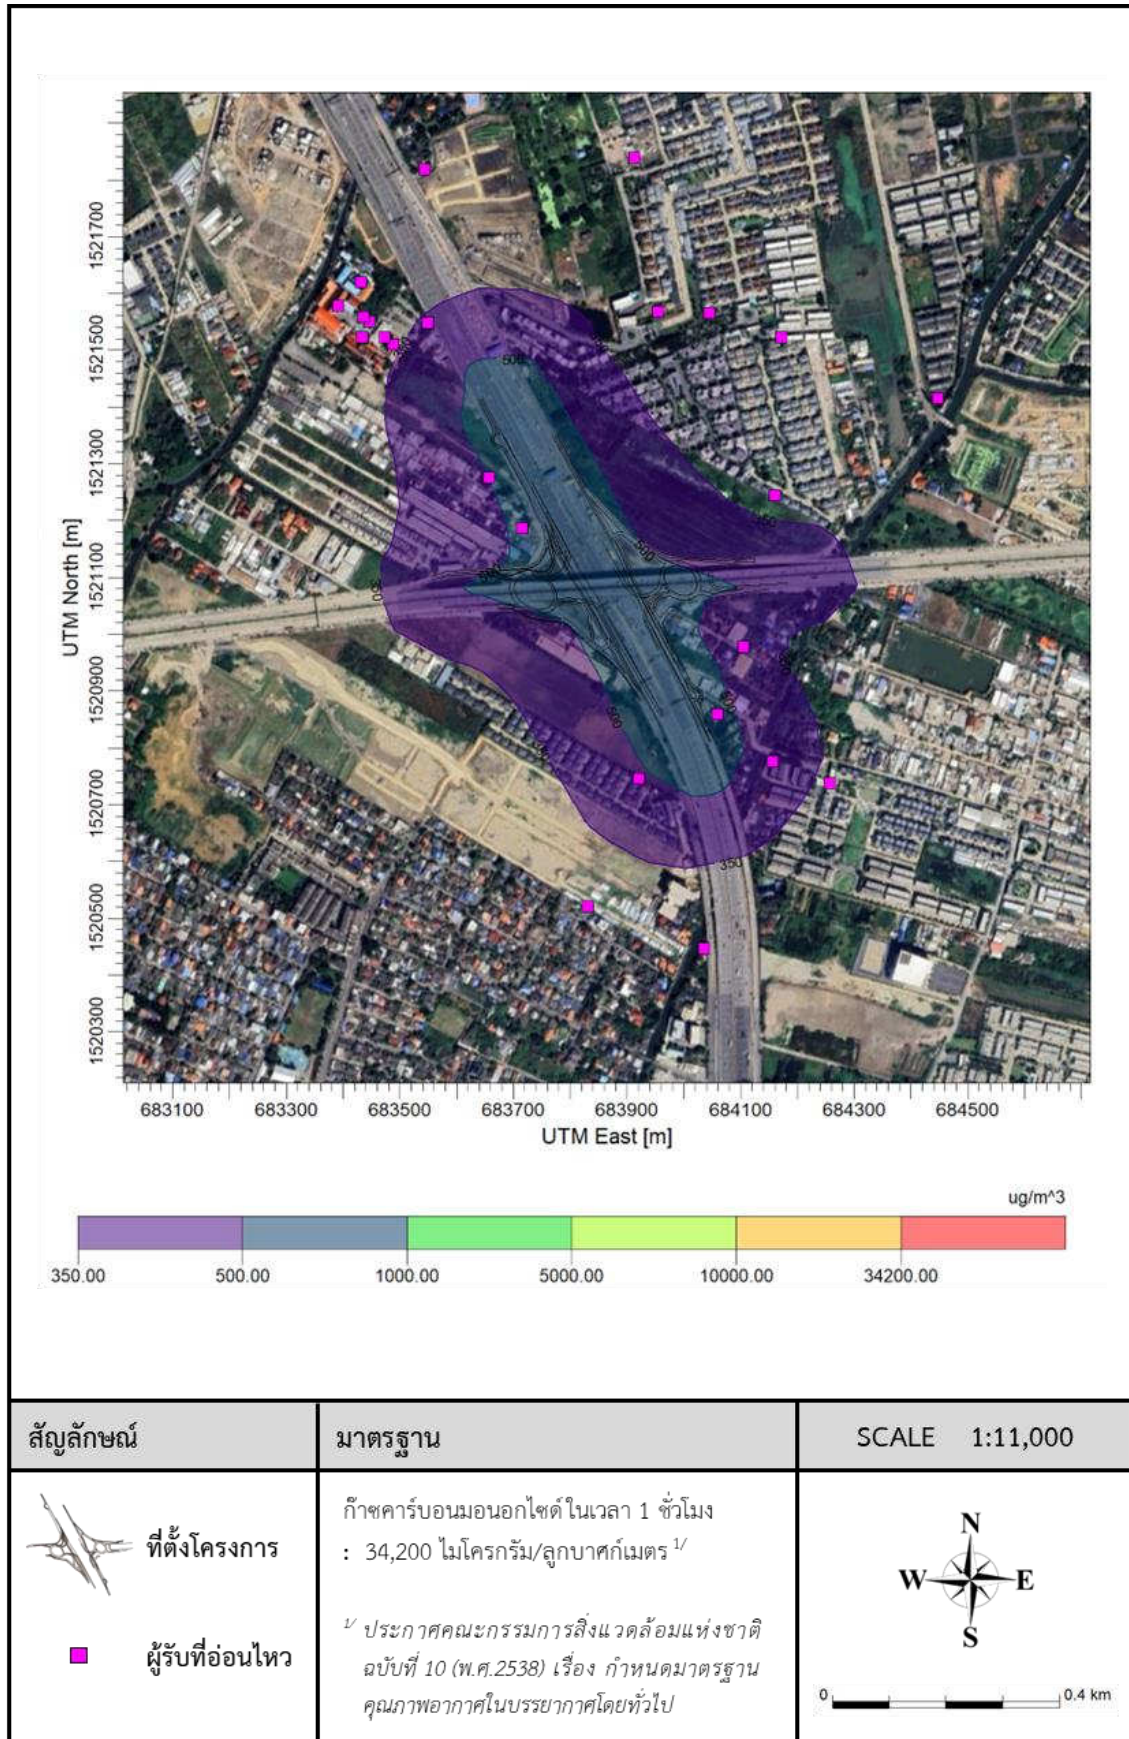 1521700
1521500
1521300
1521100
1520900
1520700
1520500
1520300
UTM North [m]
350
500
350
500
500
350
350
500
500
350
683100 683300 683500 683700 683900 684100 684300 684500
UTM East [m]
ug/m^3
350.00 500.00 1000.00 5000.00 10000.00 34200.00
สัญลักษณ์
ที่ตั้งโครงการ
ผู้รับที่อ่อนไหว
มาตรฐาน
ก๊าซคาร์บอนมอนอกไซด์ในเวลา 1 ชั่วโมง
: 34,200 ไมโครกรัม/ลูกบาศก์เมตร 1/
1/ ประกาศคณะกรรมการสิ่งแวดล้อมแห่งชาติ
ฉบับที่ 10 (พ.ศ.2538) เรื่อง กำหนดมาตรฐาน
คุณภาพอากาศในบรรยากาศโดยทั่วไป
SCALE 1:11,000
N
W E
S
0 0.4 km